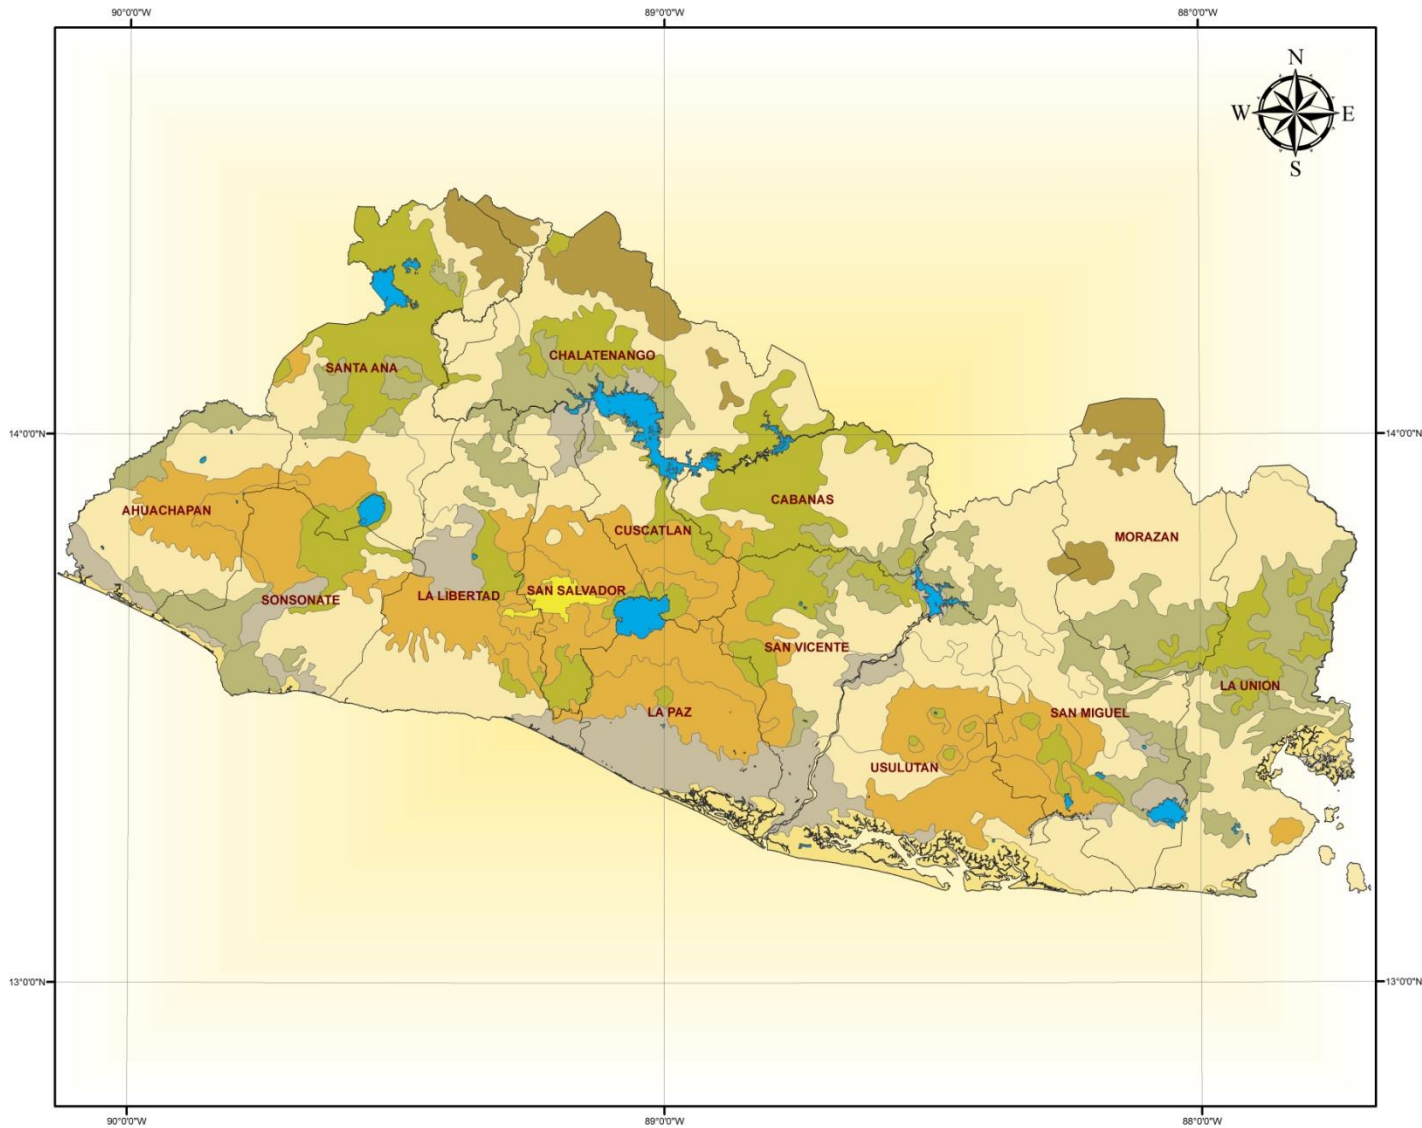 90°0'0"W 89°0'0"W 88°0'0"W
N
W E
S
CHALATENANGO
SANTA ANA
14°0'0"N 14°0'0"N
CABANAS
AHUACHAPAN
CUSCATLAN
MORAZAN
SAN SALVADOR
LA LIBERTAD
SONSONATE
SAN VICENTE
LA UNION
LA PAZ
SAN MIGUEL
USULUTAN
13°0'0"N 13°0'0"N
90°0'0"W 89°0'0"W 88°0'0"W